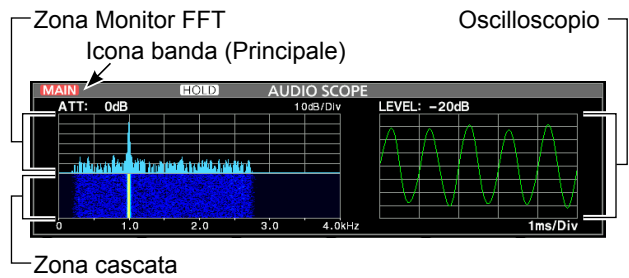 Zona Monitor FFT
Oscilloscopio
Icona banda (Principale)
MAIN HOLD AUDIO SCOPE
ATT: 0dB 10dB/Div LEVEL: -20dB
0 1.0 2.0 3.0 4.0kHz 1ms/Div
Zona cascata